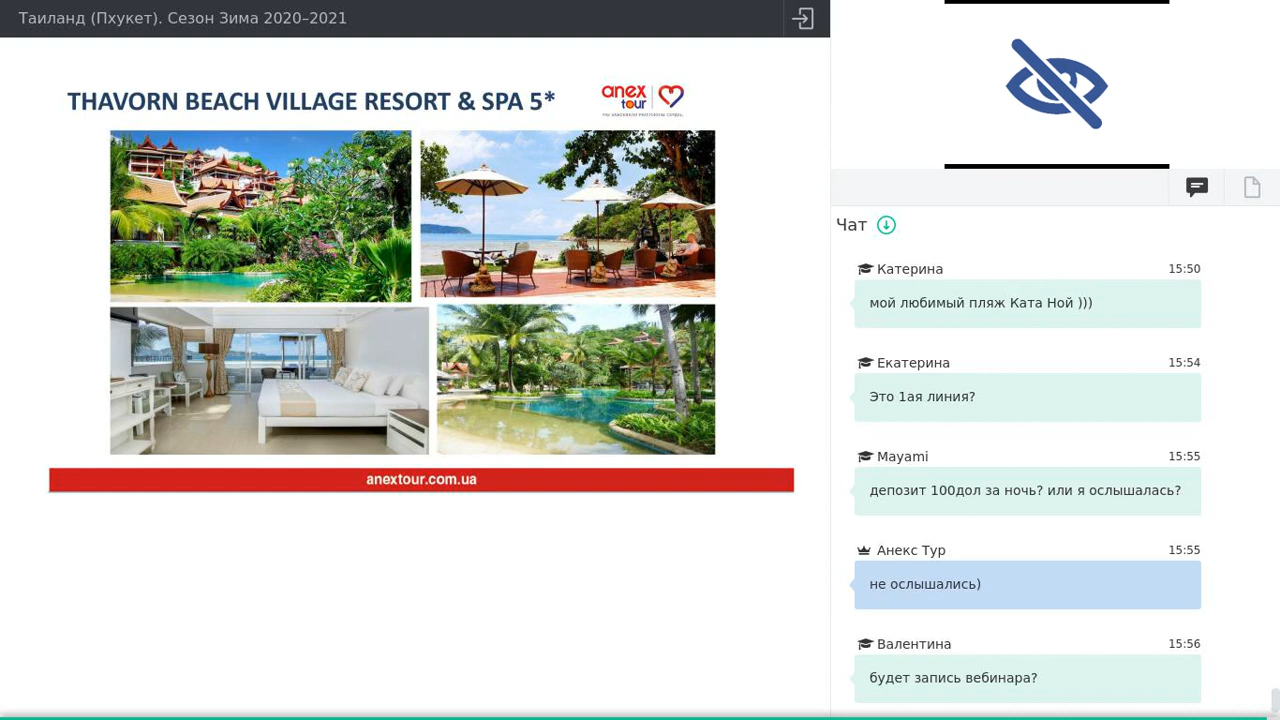 Таиланд (Пхукет). Сезон Зима 2020–2021
THAVORN BEACH VILLAGE RESORT & SPA 5*
anex
tour
anextour.com.ua
Чат
Катерина 15:50
мой любимый пляж Ката Ной )))
Екатерина 15:54
Это 1ая линия?
Mayami 15:55
депозит 100дол за ночь? или я ослышалась?
Анекс Тур 15:55
не ослышались)
Валентина 15:56
будет запись вебинара?